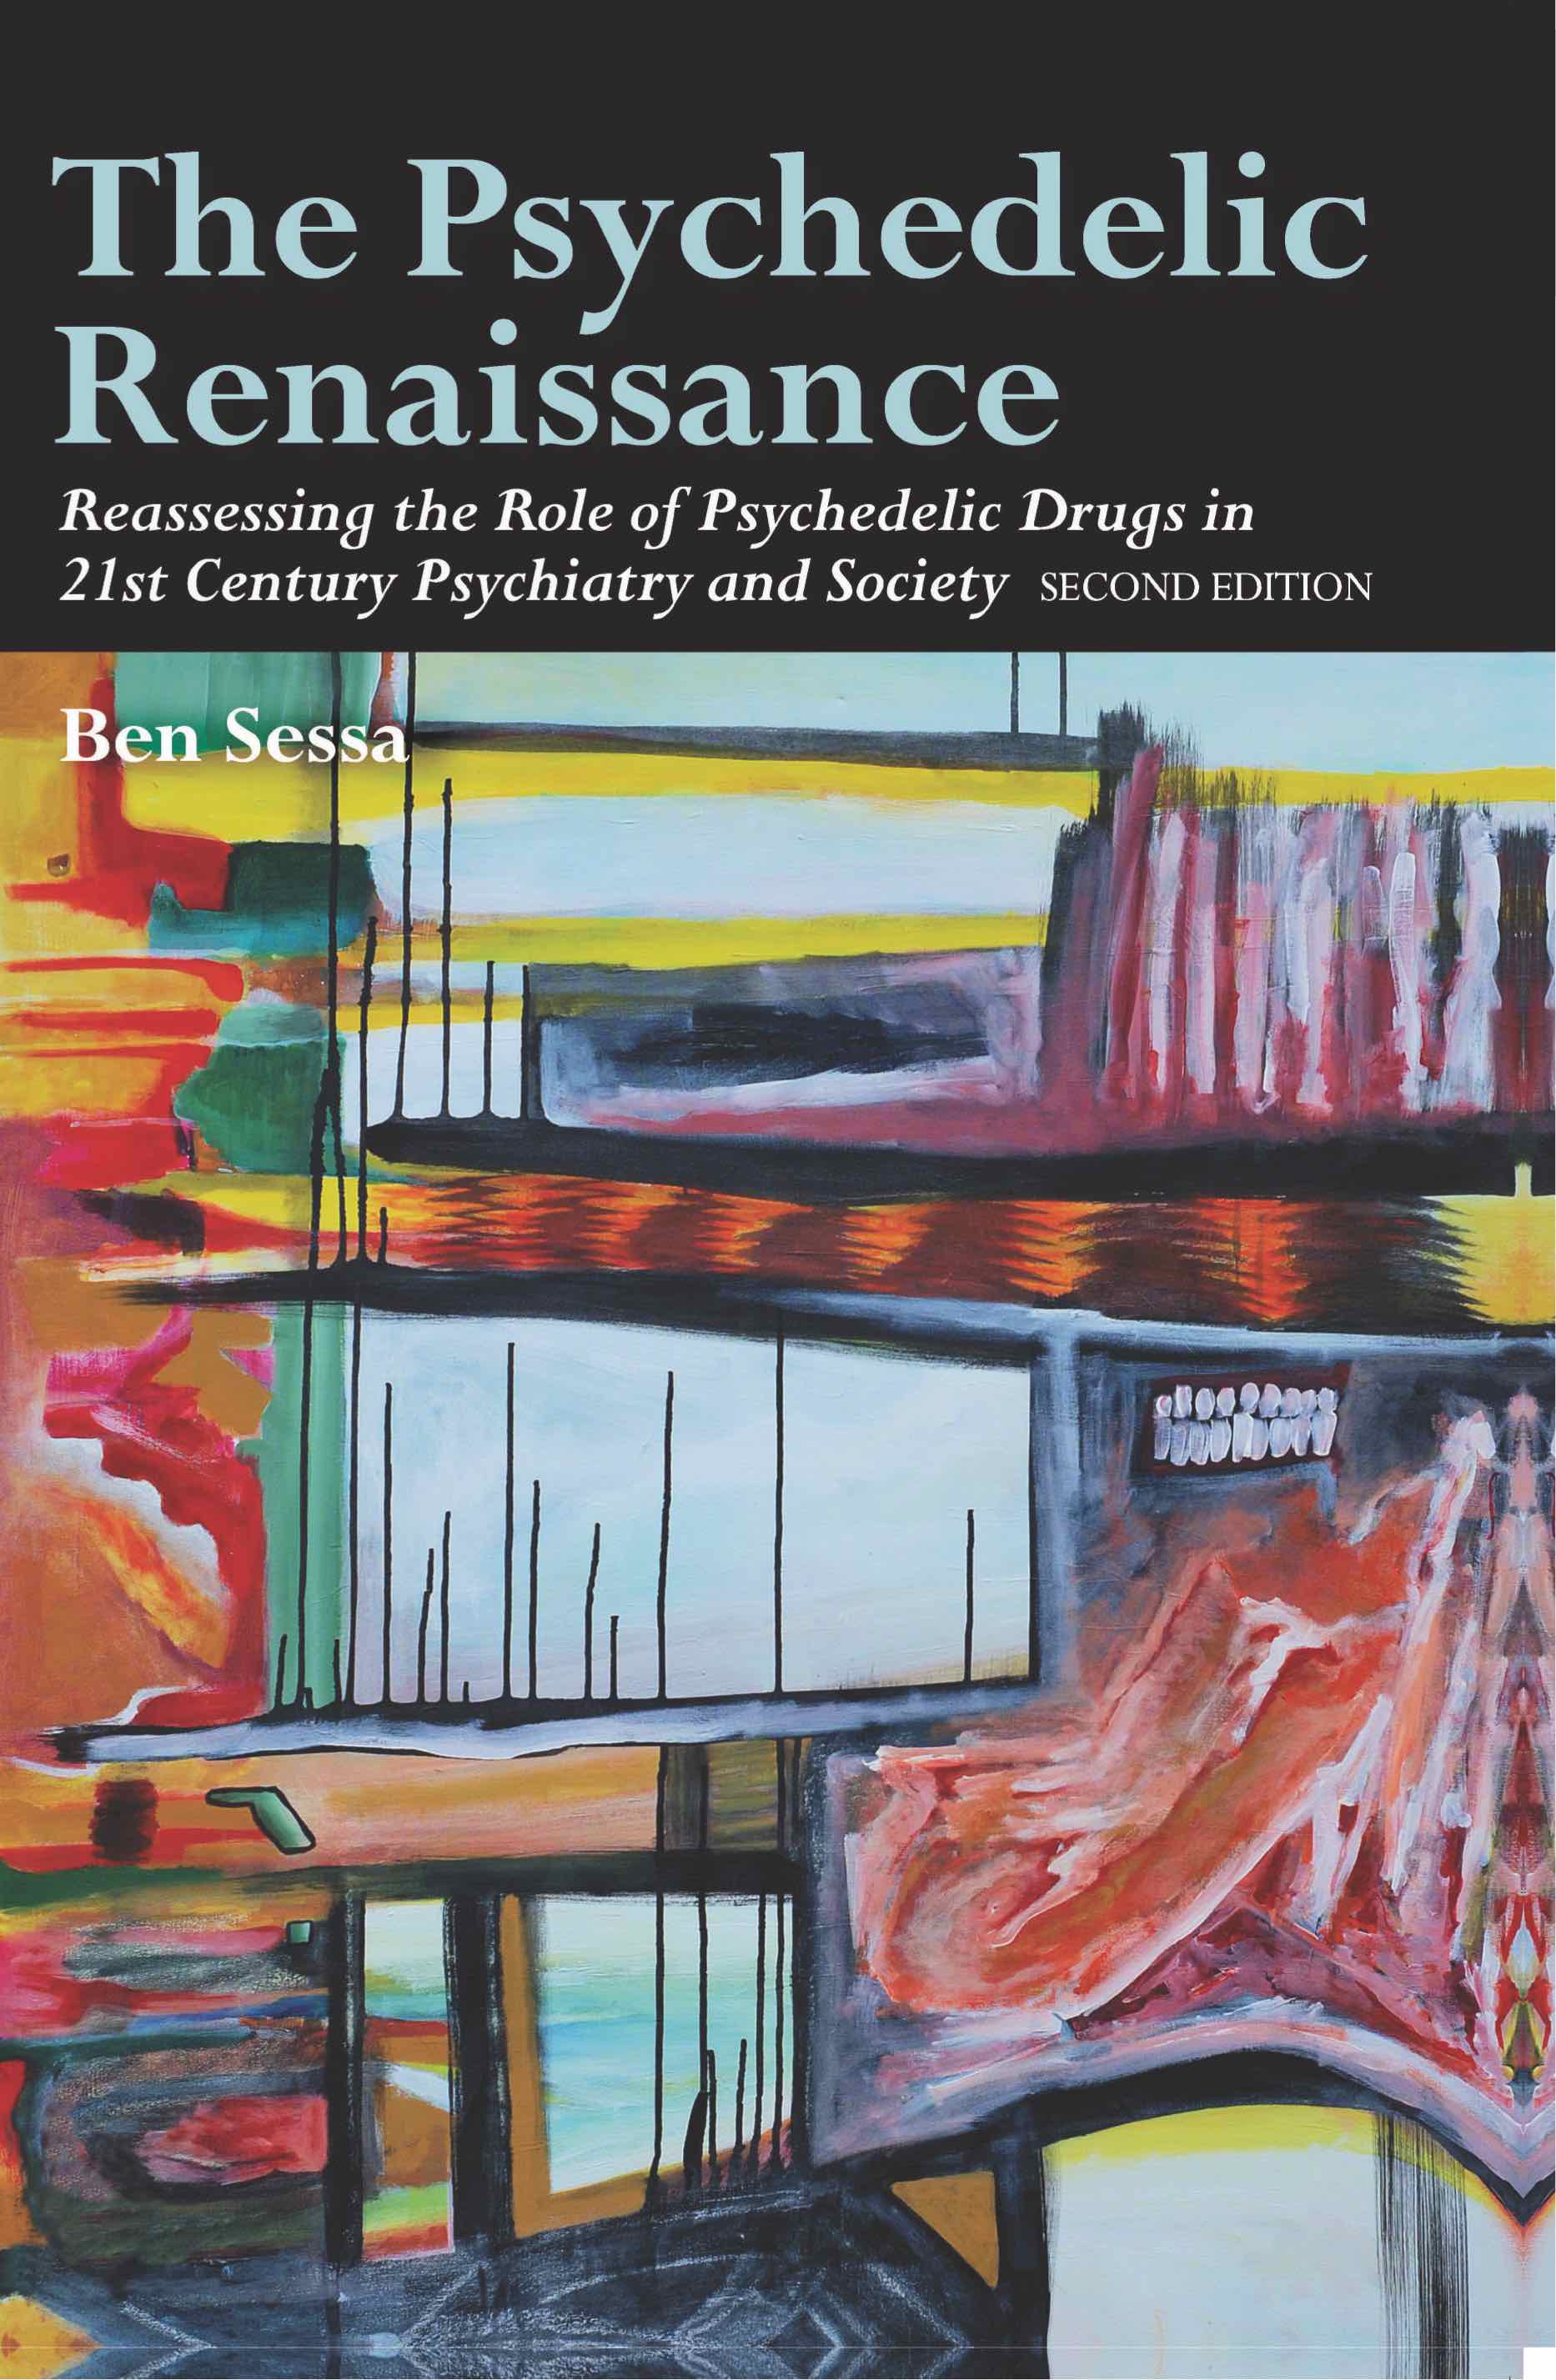 The Psychedelic
Renaissance
Reassessing the Role of Psychedelic Drugs in
21st Century Psychiatry and Society SECOND EDITION
Ben Sessa